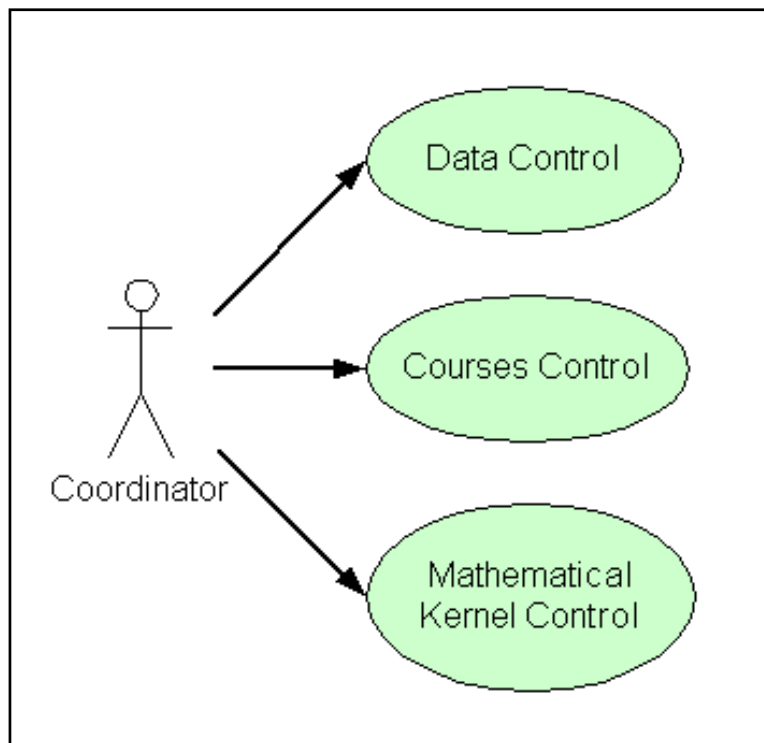 Data Control
Courses Control
Coordinator
Mathematical
Kernel Control